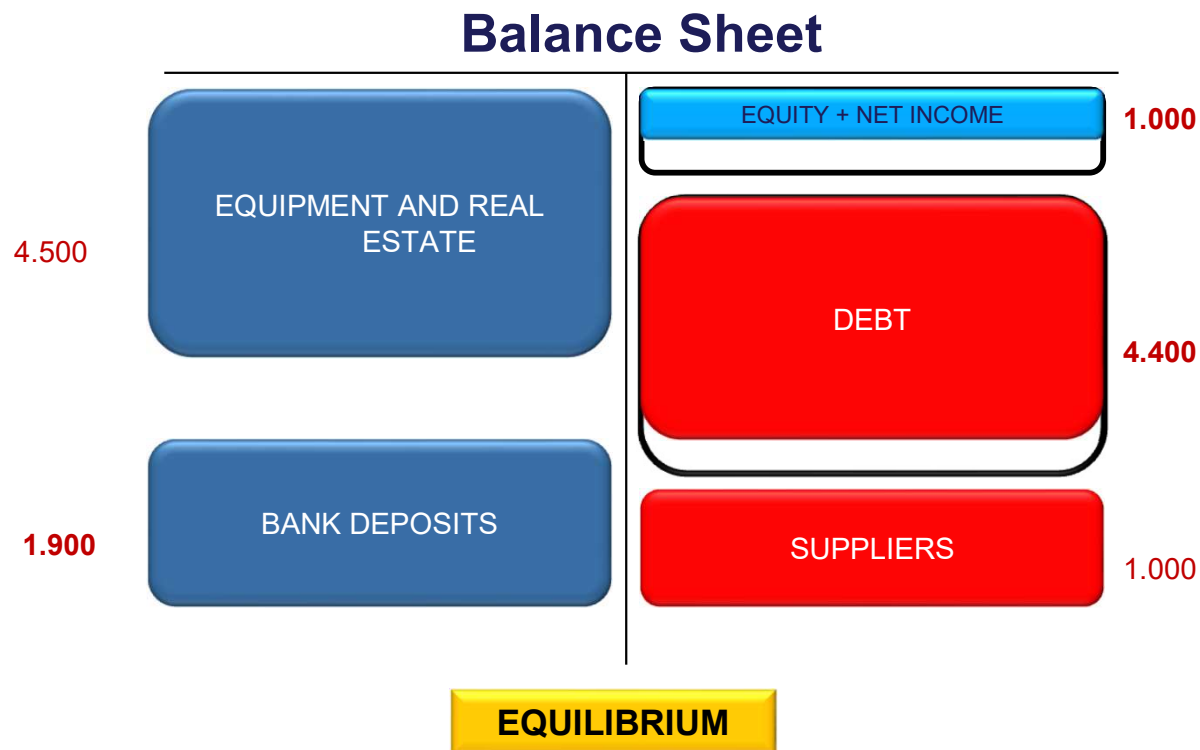 Balance Sheet
EQUITY + NET INCOME
1.000
EQUIPMENT AND REAL
ESTATE
4.500
DEBT
4.400
BANK DEPOSITS
1.900
SUPPLIERS
1.000
EQUILIBRIUM